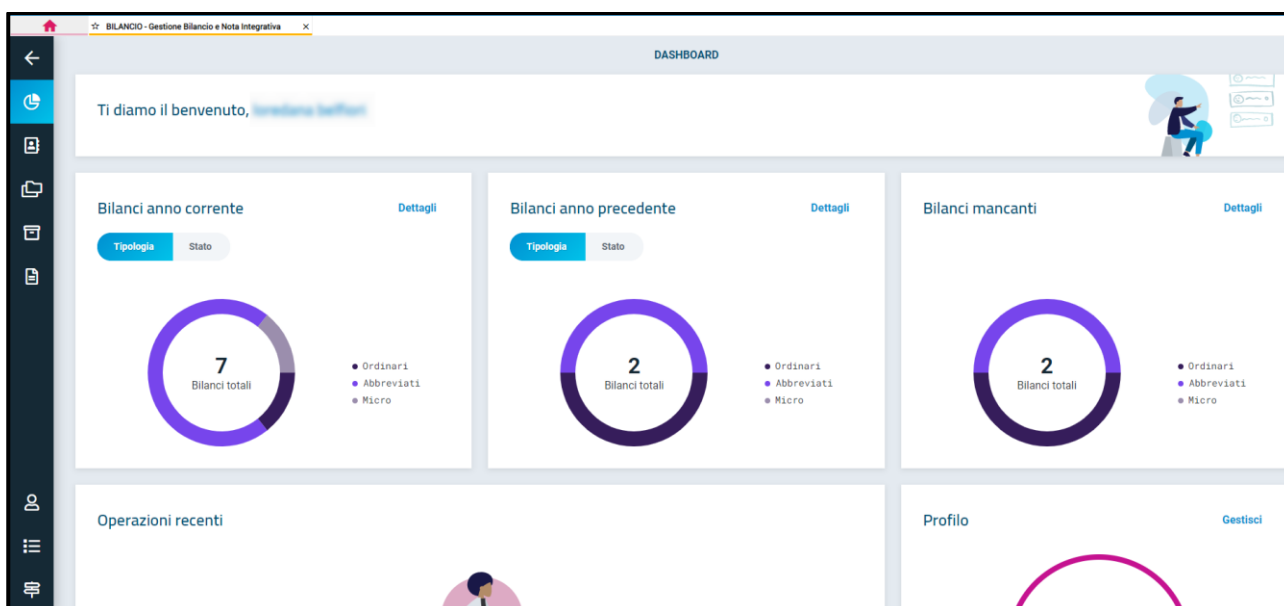 BILANCIO - Gestione Bilancio e Nota Integrativa
DASHBOARD
Ti diamo il benvenuto,
Bilanci anno corrente
Dettagli
Tipologia
Stato
7
Bilanci totali
Ordinari
Abbreviati
Micro
Bilanci anno precedente
Dettagli
Tipologia
Stato
2
Bilanci totali
Ordinari
Abbreviati
Micro
Bilanci mancanti
Dettagli
2
Bilanci totali
Ordinari
Abbreviati
Micro
Operazioni recenti
Profilo
Gestisci